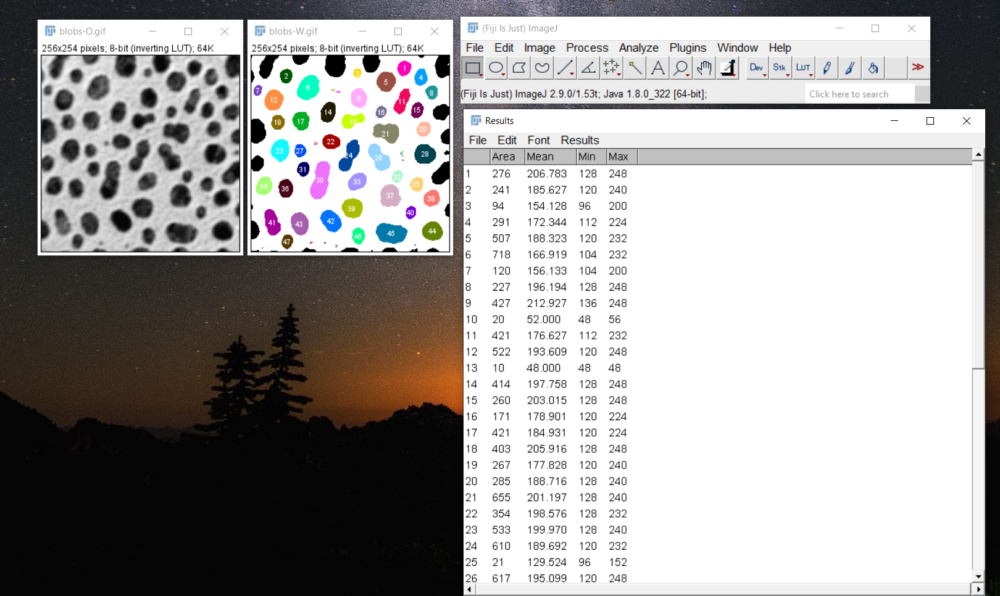 blobs-O.gif
256x254 pixels; 8-bit (inverting LUT); 64K
blobs-W.gif
256x254 pixels; 8-bit (inverting LUT); 64K
1
2
3
4
5
6
7
8
9
11
12
14
15
16
17
18
19
20
21
22
23
24
26
27
28
30
31
32
33
34
35
36
37
38
39
40
41
42
43
44
45
46
47
(Fiji Is Just) ImageJ
File Edit Image Process Analyze Plugins Window Help
Dev Stk LUT
(Fiji Is Just) ImageJ 2.9.0/1.53t; Java 1.8.0_322 [64-bit];
Click here to search
Results
File Edit Font Results
Area Mean Min Max
1 276 206.783 128 248
2 241 185.627 120 240
3 94 154.128 96 200
4 291 172.344 112 224
5 507 188.323 120 232
6 718 166.919 104 232
7 120 156.133 104 200
8 227 196.194 128 248
9 427 212.927 136 248
10 20 52.000 48 56
11 421 176.627 112 232
12 522 193.609 120 248
13 10 48.000 48 48
14 414 197.758 128 248
15 260 203.015 128 248
16 171 178.901 120 224
17 421 184.931 120 224
18 403 205.916 128 248
19 267 177.828 120 240
20 285 188.716 128 240
21 655 201.197 128 240
22 354 198.576 128 232
23 533 199.970 128 240
24 610 189.692 120 232
25 21 129.524 96 152
26 617 195.099 120 248